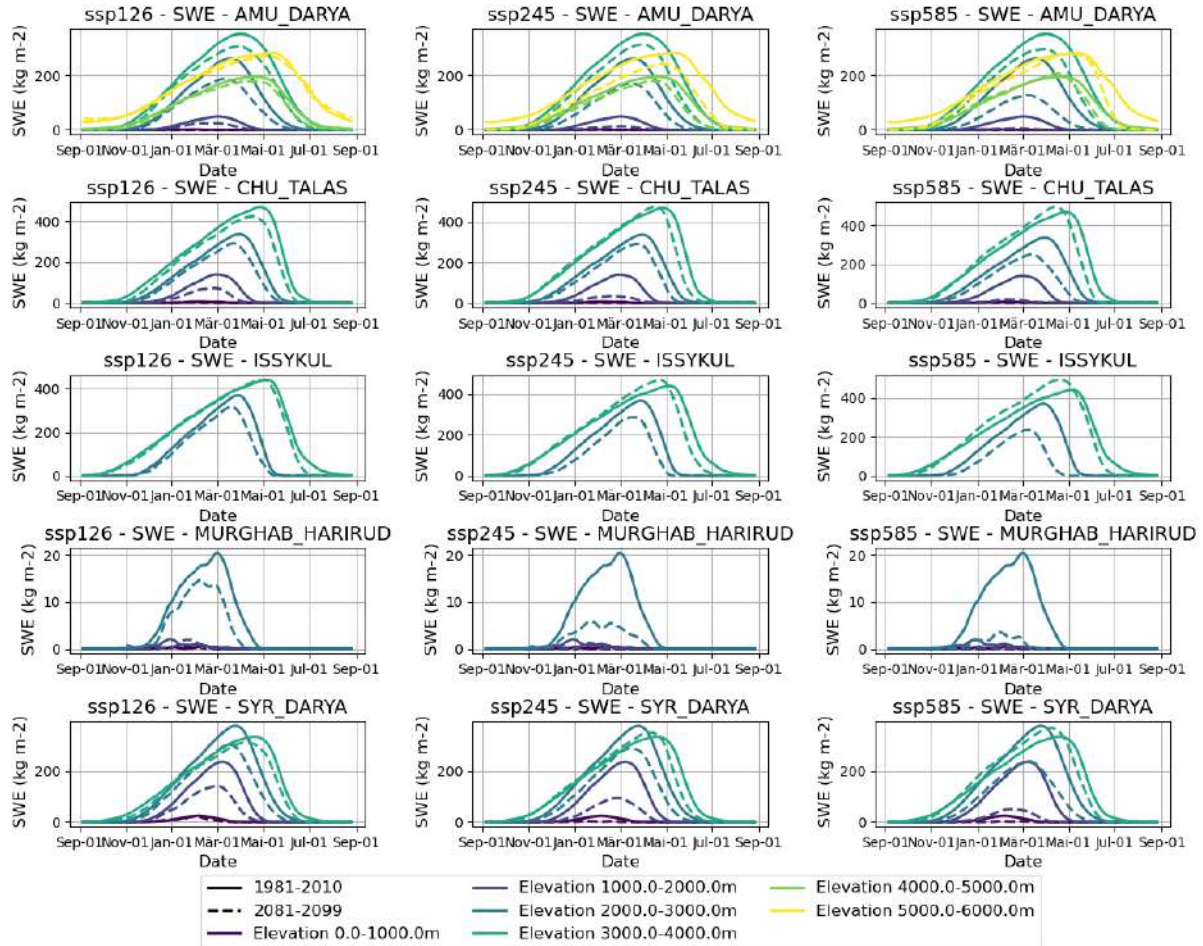 ssp126 - SWE - AMU_DARYA ssp245 - SWE - AMU_DARYA ssp585 - SWE - AMU_DARYA
SWE (kg m-2) SWE (kg m-2) SWE (kg m-2)
200 200 200
0 0 0
Sep-01 Nov-01 Jan-01 Mär-01 Mai-01 Jul-01 Sep-01 Sep-01 Nov-01 Jan-01 Mär-01 Mai-01 Jul-01 Sep-01 Sep-01 Nov-01 Jan-01 Mär-01 Mai-01 Jul-01 Sep-01
Date Date Date
ssp126 - SWE - CHU_TALAS ssp245 - SWE - CHU_TALAS ssp585 - SWE - CHU_TALAS
SWE (kg m-2) SWE (kg m-2) SWE (kg m-2)
400 400 400
200 200 200
0 0 0
Sep-01 Nov-01 Jan-01 Mär-01 Mai-01 Jul-01 Sep-01 Sep-01 Nov-01 Jan-01 Mär-01 Mai-01 Jul-01 Sep-01 Sep-01 Nov-01 Jan-01 Mär-01 Mai-01 Jul-01 Sep-01
Date Date Date
ssp126 - SWE - ISSYKUL ssp245 - SWE - ISSYKUL ssp585 - SWE - ISSYKUL
SWE (kg m-2) SWE (kg m-2) SWE (kg m-2)
400 400 400
200 200 200
0 0 0
Sep-01 Nov-01 Jan-01 Mär-01 Mai-01 Jul-01 Sep-01 Sep-01 Nov-01 Jan-01 Mär-01 Mai-01 Jul-01 Sep-01 Sep-01 Nov-01 Jan-01 Mär-01 Mai-01 Jul-01 Sep-01
Date Date Date
ssp126 - SWE - MURGHAB_HARIRUD ssp245 - SWE - MURGHAB_HARIRUD ssp585 - SWE - MURGHAB_HARIRUD
SWE (kg m-2) SWE (kg m-2) SWE (kg m-2)
20 20 20
10 10 10
0 0 0
Sep-01 Nov-01 Jan-01 Mär-01 Mai-01 Jul-01 Sep-01 Sep-01 Nov-01 Jan-01 Mär-01 Mai-01 Jul-01 Sep-01 Sep-01 Nov-01 Jan-01 Mär-01 Mai-01 Jul-01 Sep-01
Date Date Date
ssp126 - SWE - SYR_DARYA ssp245 - SWE - SYR_DARYA ssp585 - SWE - SYR_DARYA
SWE (kg m-2) SWE (kg m-2) SWE (kg m-2)
200 200 200
0 0 0
Sep-01 Nov-01 Jan-01 Mär-01 Mai-01 Jul-01 Sep-01 Sep-01 Nov-01 Jan-01 Mär-01 Mai-01 Jul-01 Sep-01 Sep-01 Nov-01 Jan-01 Mär-01 Mai-01 Jul-01 Sep-01
Date Date Date
1981-2010 Elevation 1000.0-2000.0m Elevation 4000.0-5000.0m
2081-2099 Elevation 2000.0-3000.0m Elevation 5000.0-6000.0m
Elevation 0.0-1000.0m Elevation 3000.0-4000.0m